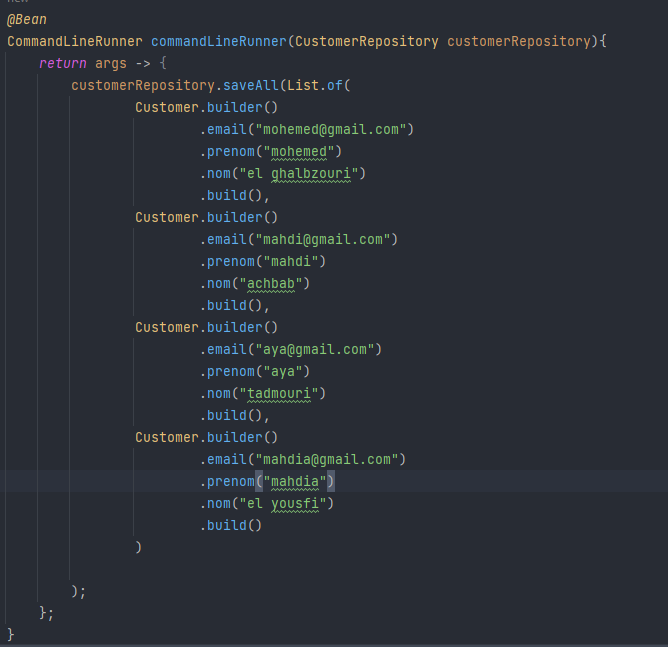 new
@Bean
CommandLineRunner commandLineRunner(CustomerRepository customerRepository){
    return args -> {
        customerRepository.saveAll(List.of(
                Customer.builder()
                        .email("mohemed@gmail.com")
                        .prenom("mohemed")
                        .nom("el ghalbzouri")
                        .build(),
                Customer.builder()
                        .email("mahdi@gmail.com")
                        .prenom("mahdi")
                        .nom("achbab")
                        .build(),
                Customer.builder()
                        .email("aya@gmail.com")
                        .prenom("aya")
                        .nom("tadmouri")
                        .build(),
                Customer.builder()
                        .email("mahdia@gmail.com")
                        .prenom("mahdia")
                        .nom("el yousfi")
                        .build()
                )
        );
    };
}